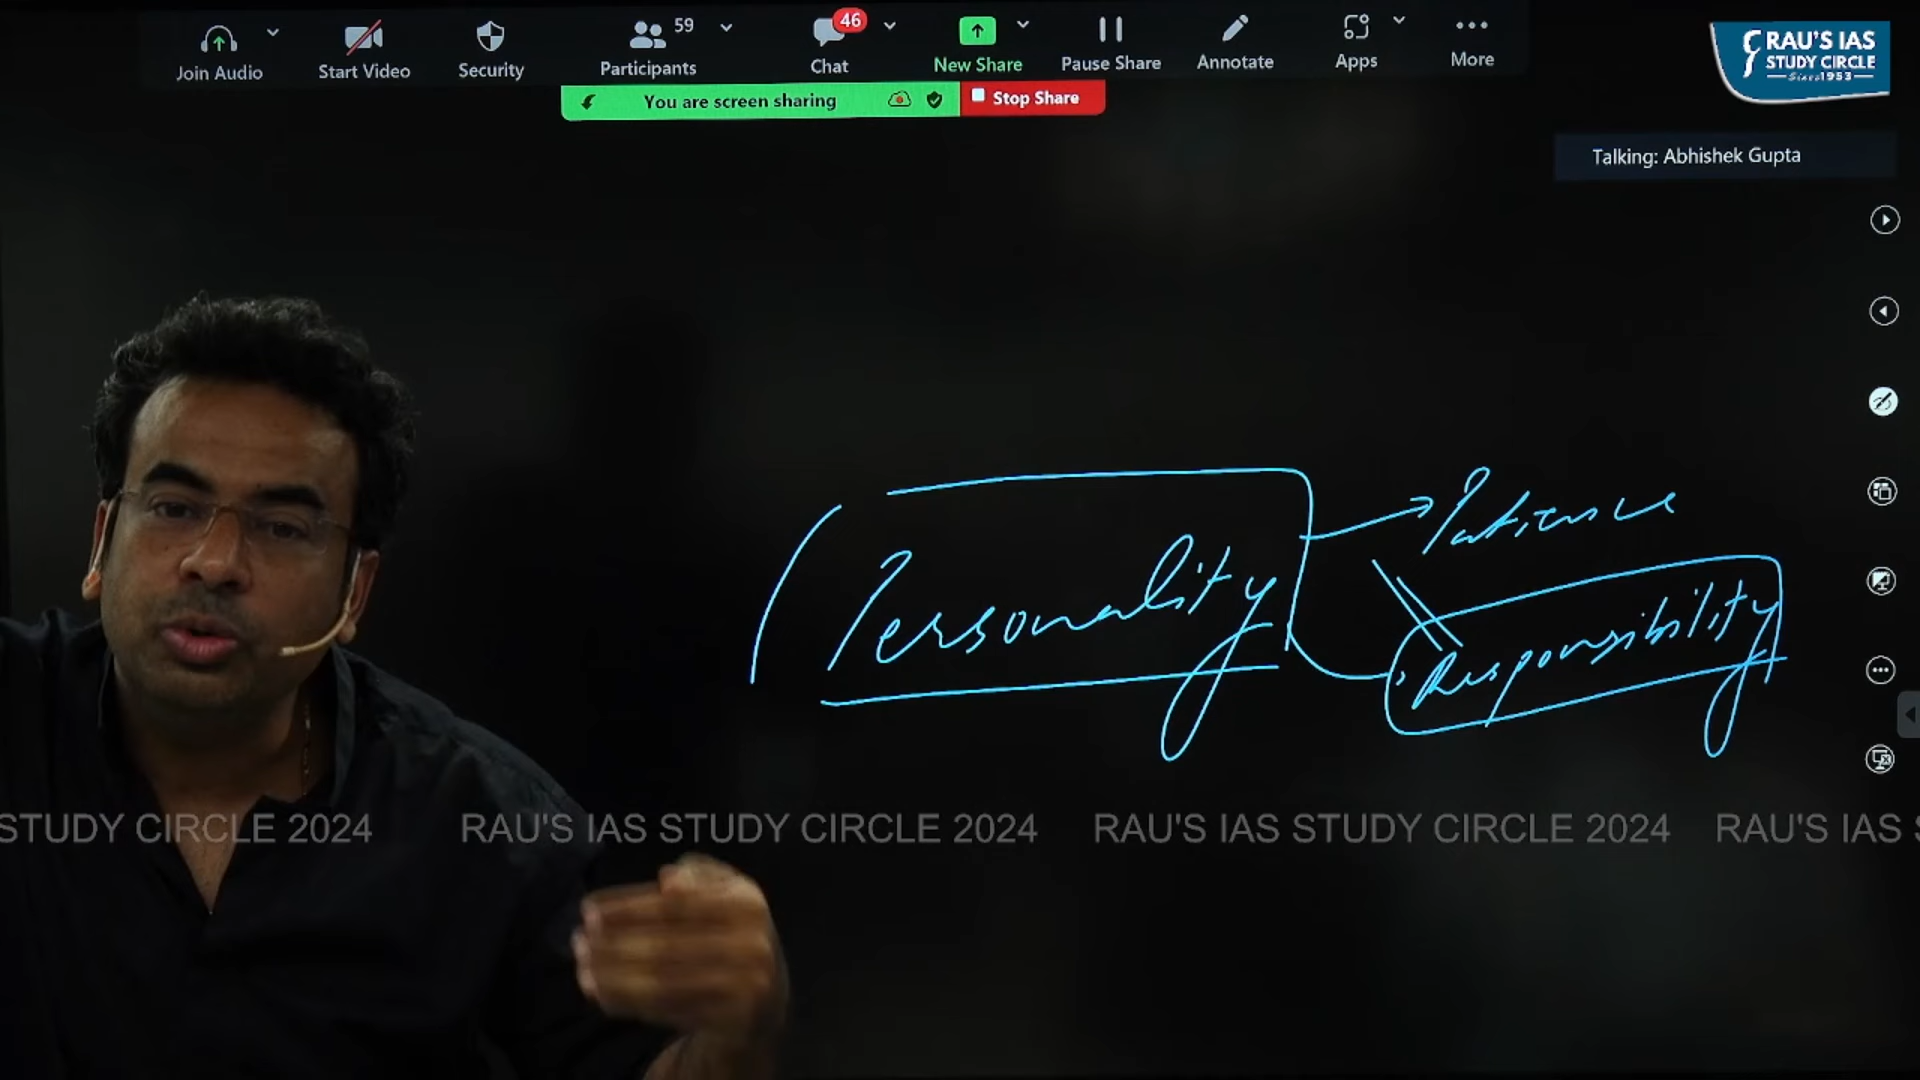 59
46
Join Audio
Start Video
Security
Participants
Chat
New Share
Pause Share
Annotate
Apps
More
RAU'S IAS
STUDY CIRCLE
Since 1953
You are screen sharing
Stop Share
Talking: Abhishek Gupta
Patience
Personality
Responsibility
STUDY CIRCLE 2024 RAU'S IAS STUDY CIRCLE 2024 RAU'S IAS STUDY CIRCLE 2024 RAU'S IAS